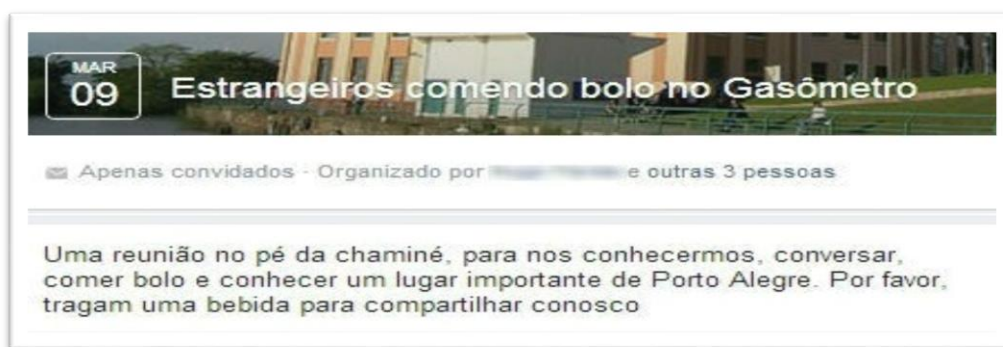 MAR
09
Estrangeiros comendo bolo no Gasômetro
Apenas convidados · Organizado por e outras 3 pessoas
Uma reunião no pé da chaminé, para nos conhecermos, conversar,
comer bolo e conhecer um lugar importante de Porto Alegre. Por favor,
tragam uma bebida para compartilhar conosco